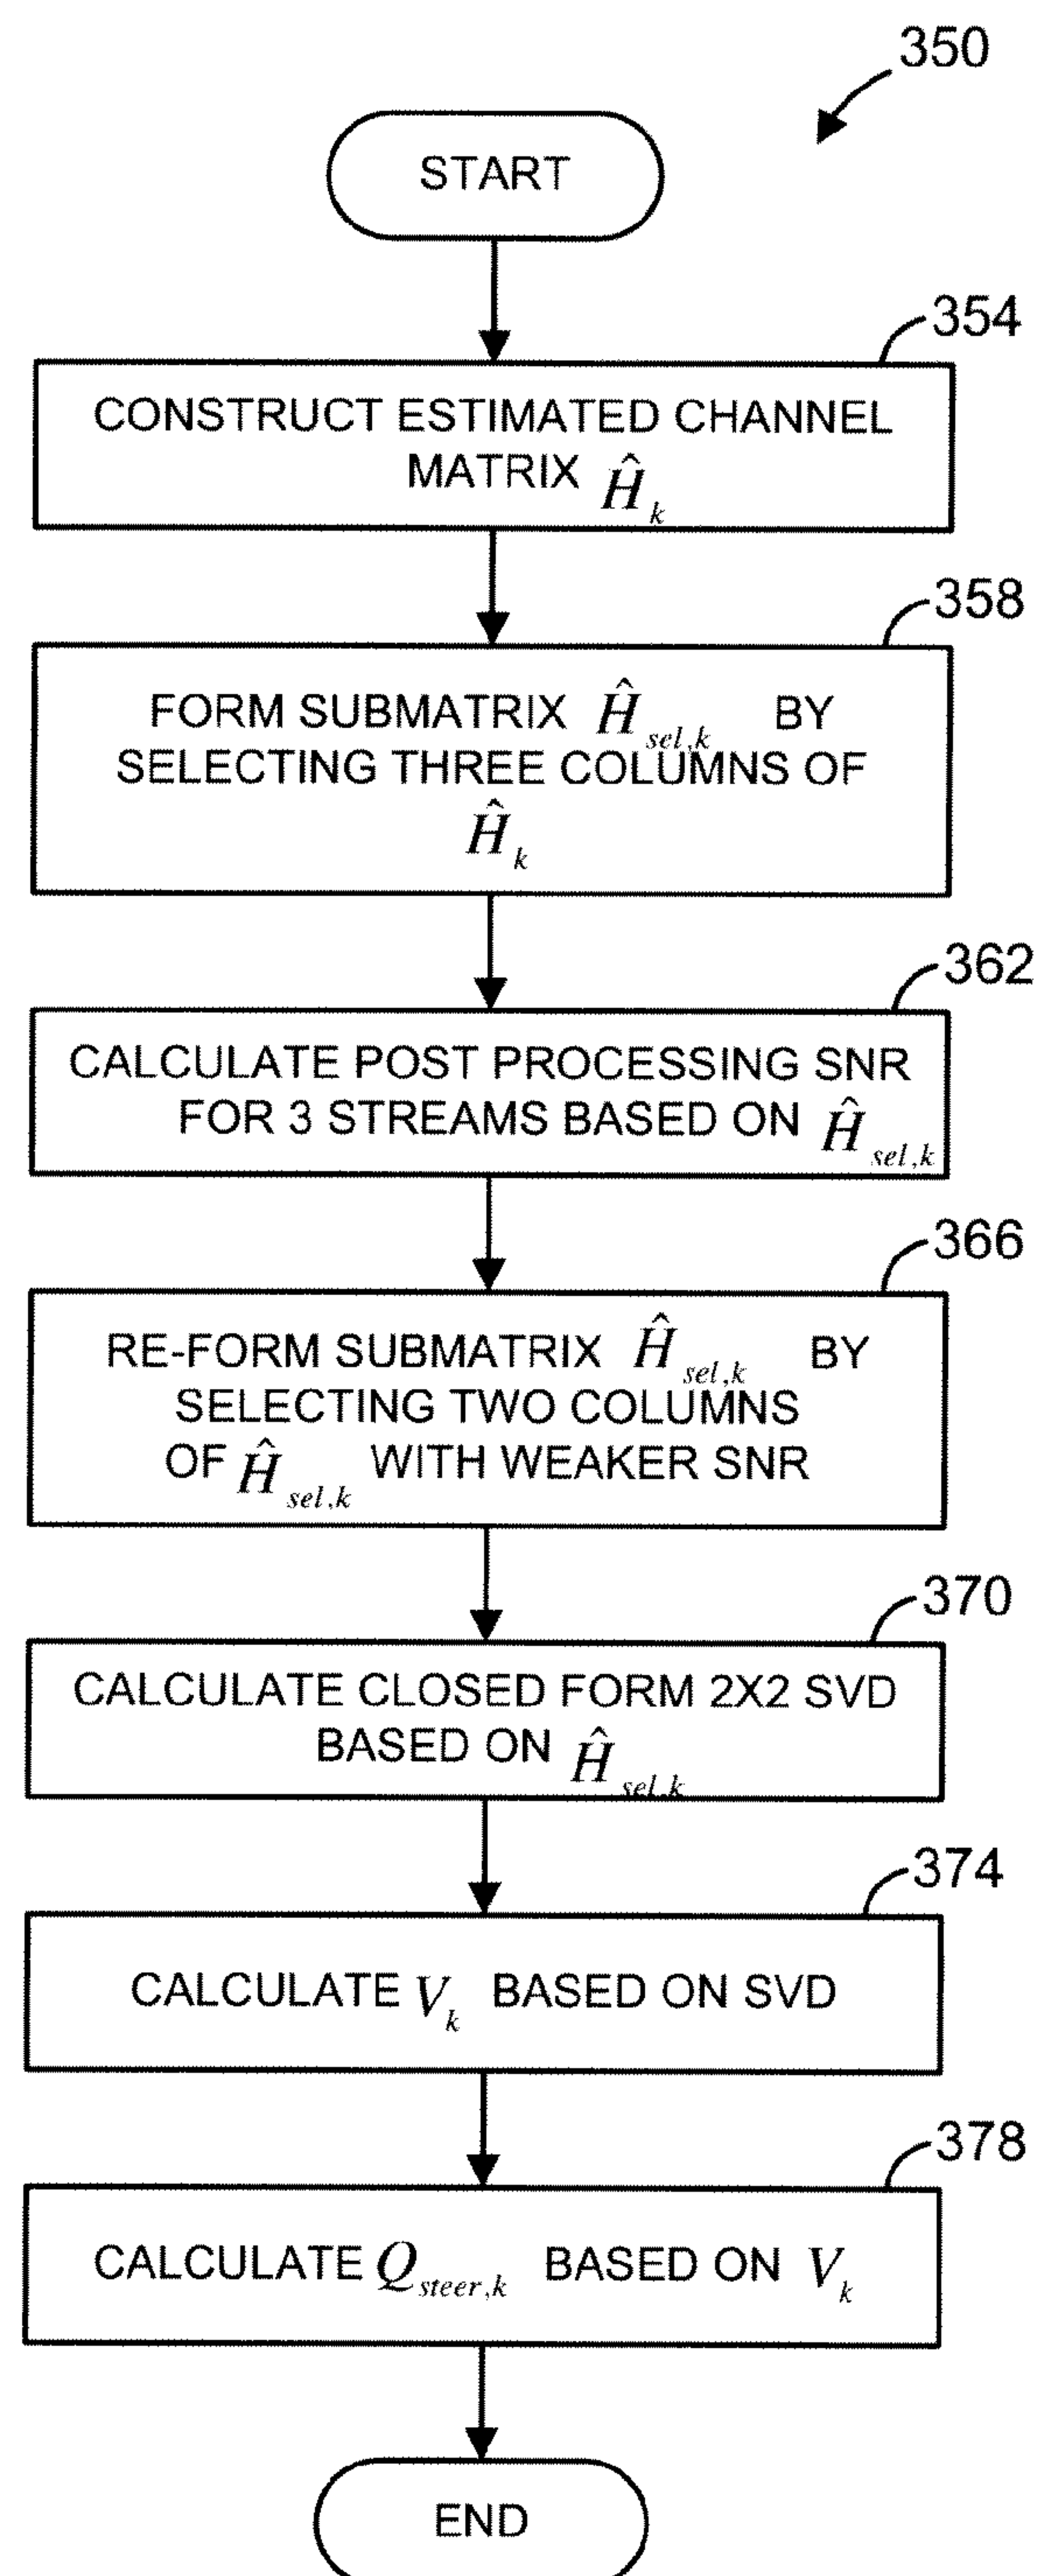 350
START
354
CONSTRUCT ESTIMATED CHANNEL
MATRIX Ĥ_k
358
FORM SUBMATRIX Ĥ_sel,k BY
SELECTING THREE COLUMNS OF
Ĥ_k
362
CALCULATE POST PROCESSING SNR
FOR 3 STREAMS BASED ON Ĥ_sel,k
366
RE-FORM SUBMATRIX Ĥ_sel,k BY
SELECTING TWO COLUMNS
OF Ĥ_sel,k WITH WEAKER SNR
370
CALCULATE CLOSED FORM 2X2 SVD
BASED ON Ĥ_sel,k
374
CALCULATE V_k BASED ON SVD
378
CALCULATE Q_steer,k BASED ON V_k
END